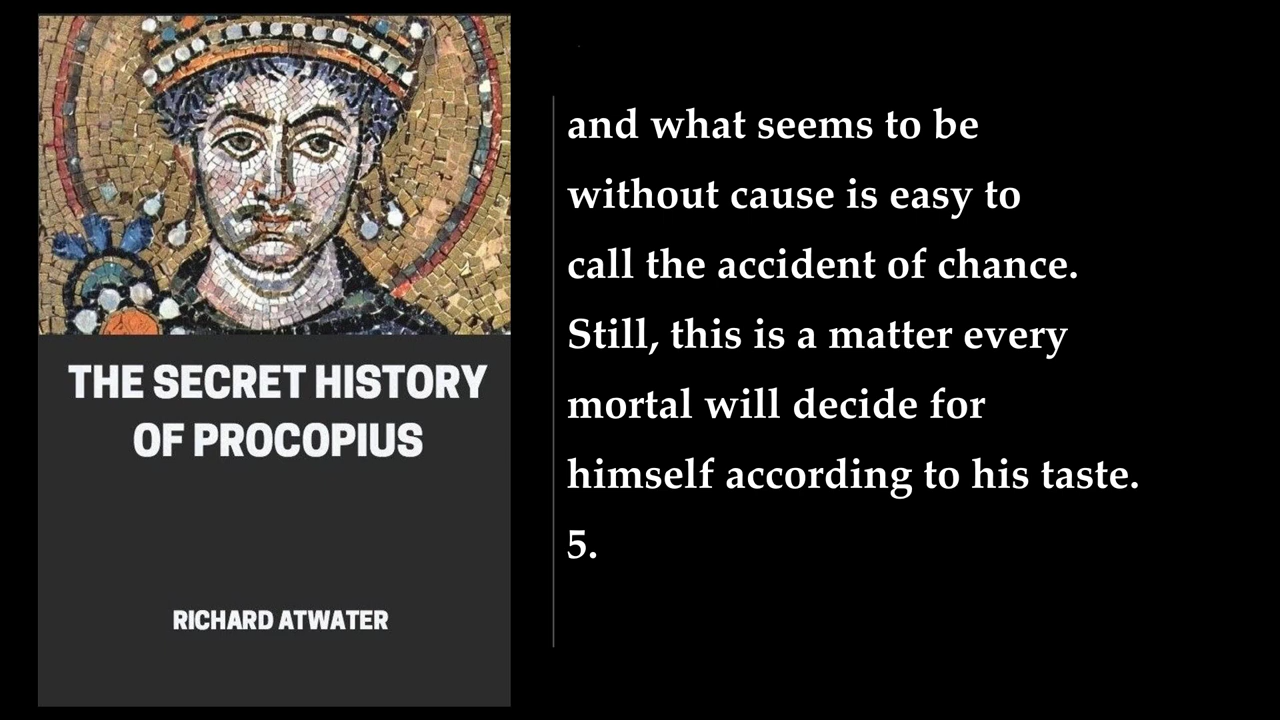 THE SECRET HISTORY
OF PROCOPIUS
RICHARD ATWATER
and what seems to be
without cause is easy to
call the accident of chance.
Still, this is a matter every
mortal will decide for
himself according to his taste.
5.